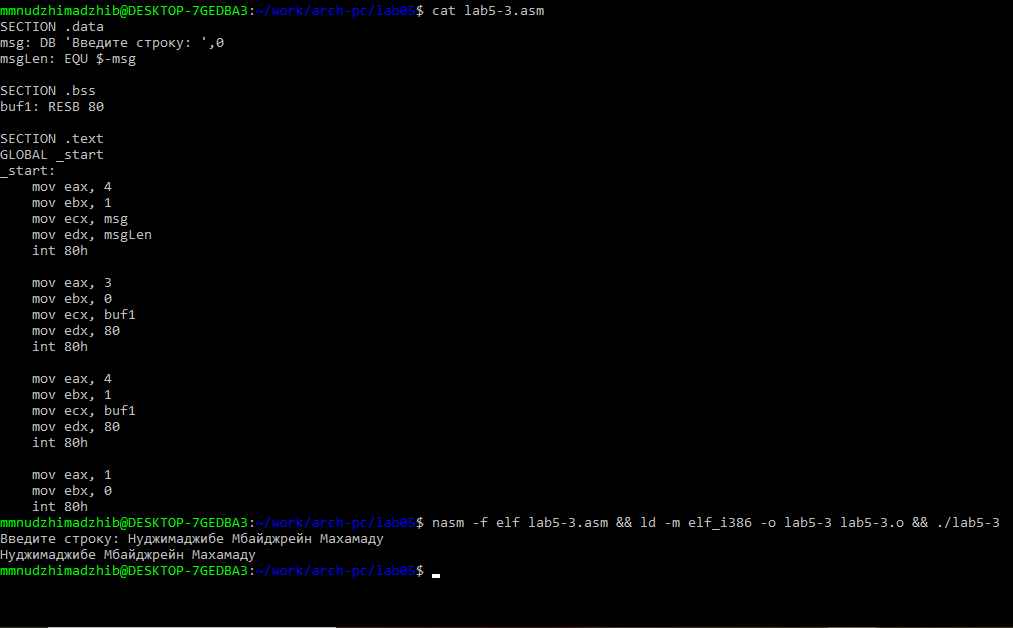 mmnudzhimadzhib@DESKTOP-7GEDBA3:~/work/arch-pc/lab05$ cat lab5-3.asm
SECTION .data
msg: DB 'Введите строку: ',0
msgLen: EQU $-msg

SECTION .bss
buf1: RESB 80

SECTION .text
GLOBAL _start
_start:
    mov eax, 4
    mov ebx, 1
    mov ecx, msg
    mov edx, msgLen
    int 80h

    mov eax, 3
    mov ebx, 0
    mov ecx, buf1
    mov edx, 80
    int 80h

    mov eax, 4
    mov ebx, 1
    mov ecx, buf1
    mov edx, 80
    int 80h

    mov eax, 1
    mov ebx, 0
    int 80h
mmnudzhimadzhib@DESKTOP-7GEDBA3:~/work/arch-pc/lab05$ nasm -f elf lab5-3.asm && ld -m elf_i386 -o lab5-3 lab5-3.o && ./lab5-3
Введите строку: Нуджимаджибе Мбайджрейн Махамаду
Нуджимаджибе Мбайджрейн Махамаду
mmnudzhimadzhib@DESKTOP-7GEDBA3:~/work/arch-pc/lab05$